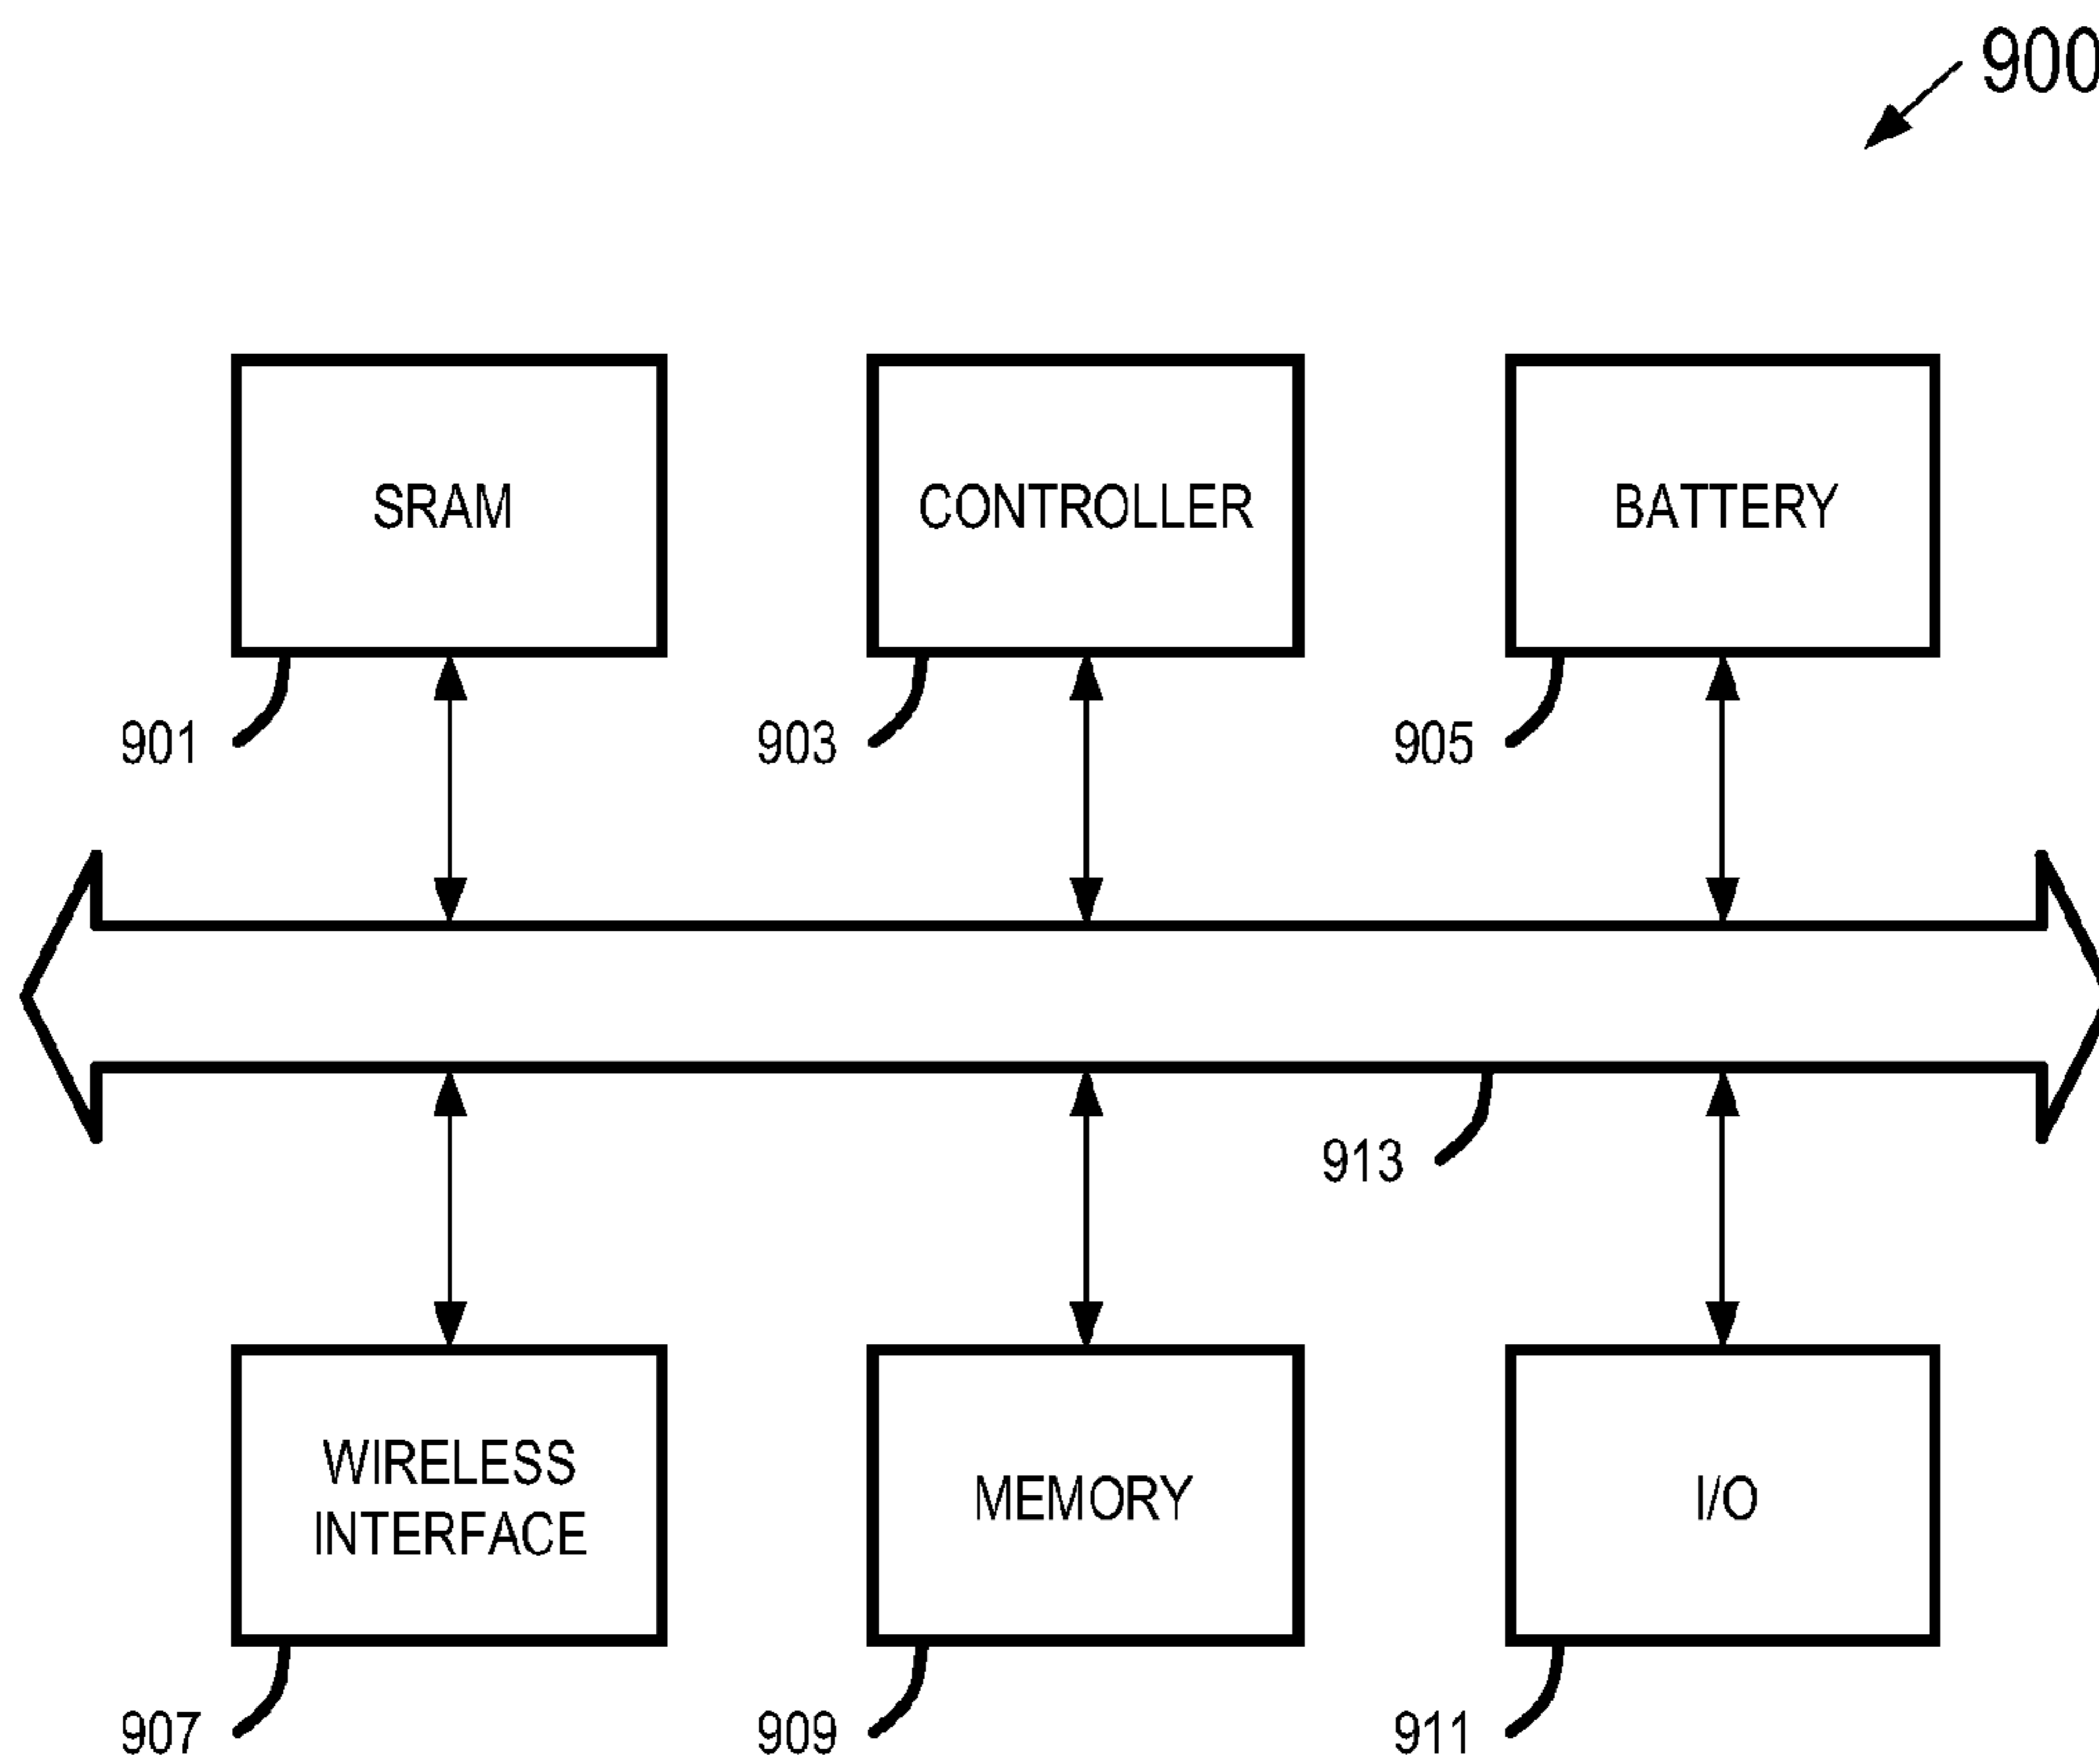 900
SRAM
CONTROLLER
BATTERY
901
903
905
913
WIRELESS
INTERFACE
MEMORY
I/O
907
909
911